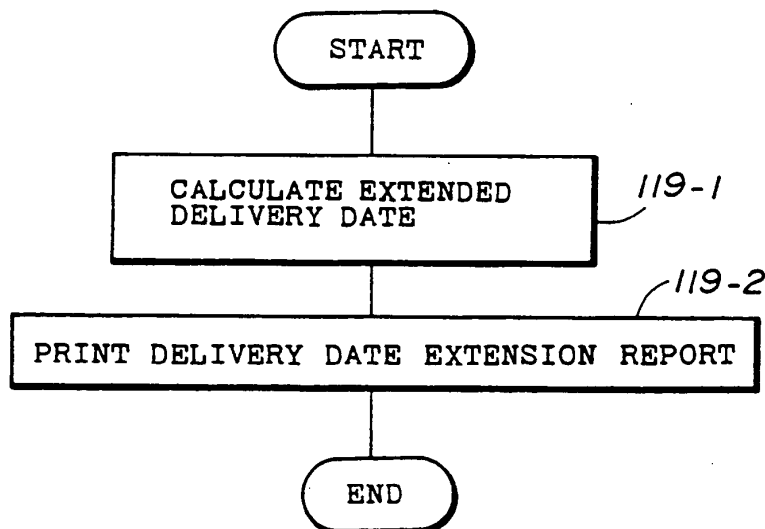 START
CALCULATE EXTENDED
DELIVERY DATE
119-1
119-2
PRINT DELIVERY DATE EXTENSION REPORT
END